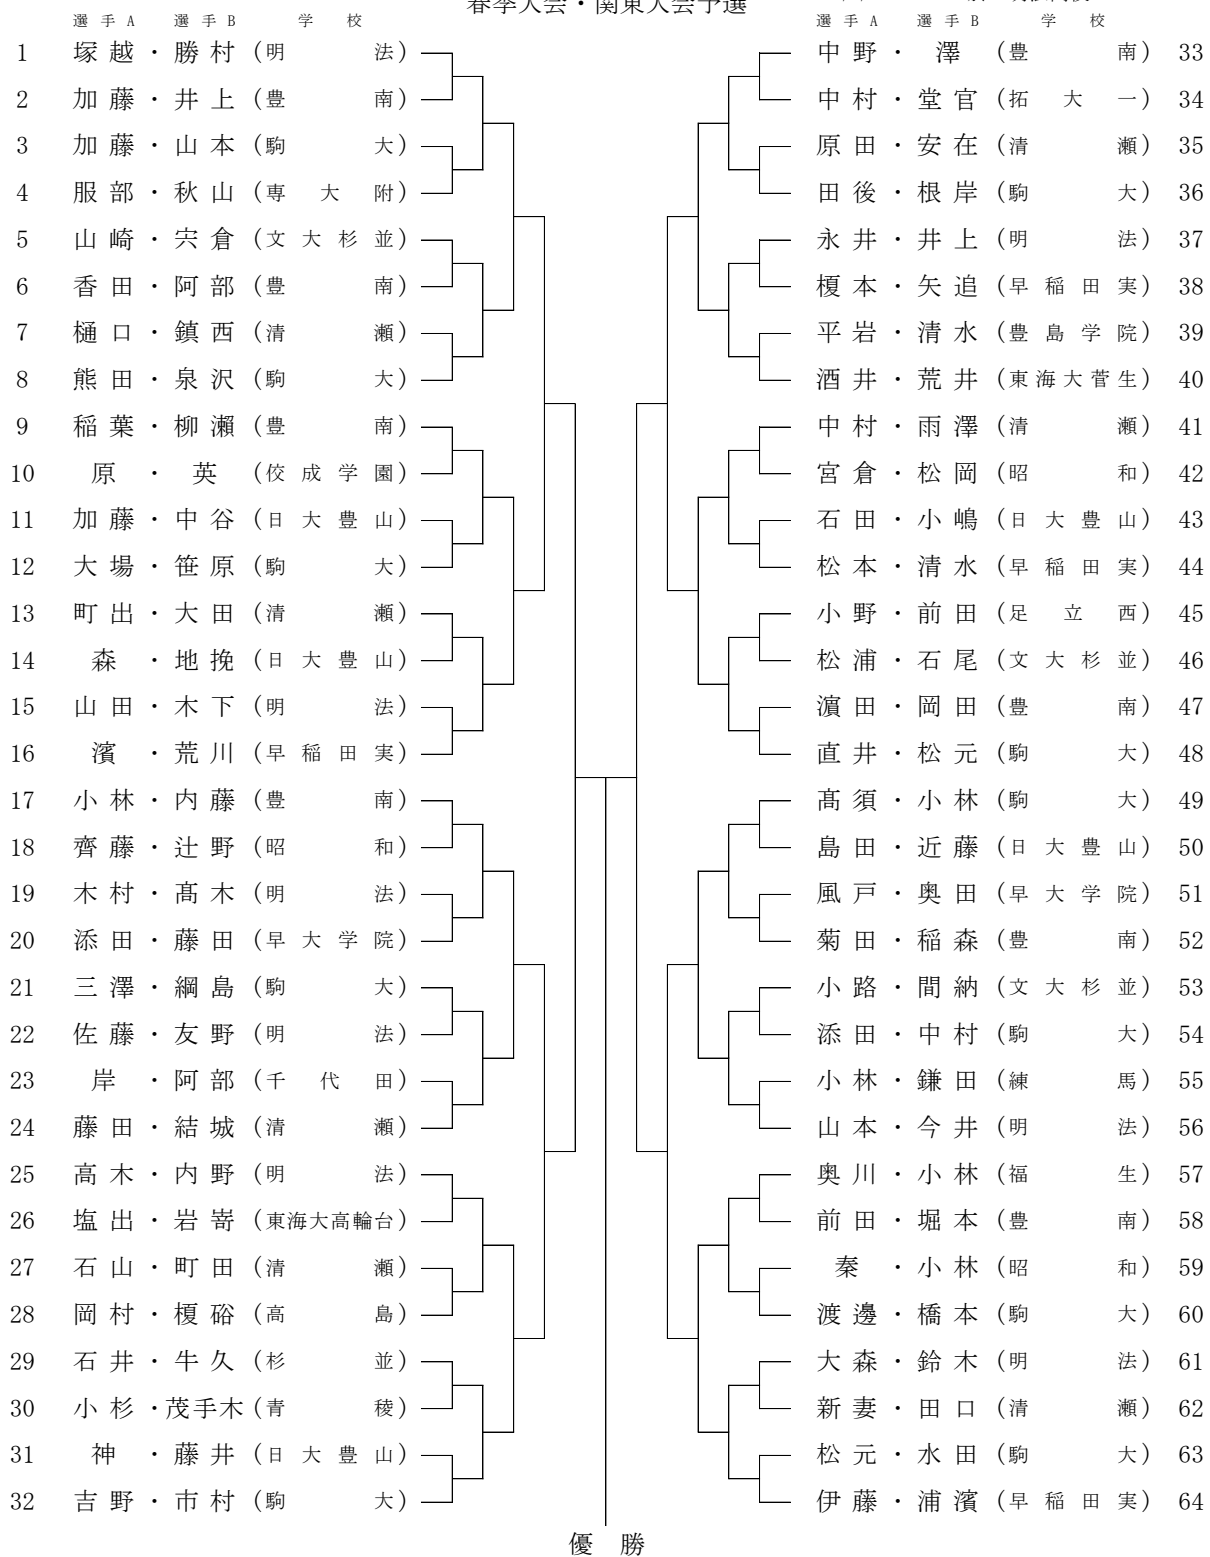 春季大会・関東大会予選
選手A 選手B 学校 選手A 選手B 学校
1 塚越・勝村(明法) 中野・澤(豊南) 33
2 加藤・井上(豊南) 中村・堂官(拓大一) 34
3 加藤・山本(駒大) 原田・安在(清瀬) 35
4 服部・秋山(専大附) 田後・根岸(駒大) 36
5 山崎・宍倉(文大杉並) 永井・井上(明法) 37
6 香田・阿部(豊南) 榎本・矢追(早稲田実) 38
7 樋口・鎮西(清瀬) 平岩・清水(豊島学院) 39
8 熊田・泉沢(駒大) 酒井・荒井(東海大菅生) 40
9 稲葉・柳瀨(豊南) 中村・雨澤(清瀬) 41
10 原・英(佼成学園) 宮倉・松岡(昭和) 42
11 加藤・中谷(日大豊山) 石田・小嶋(日大豊山) 43
12 大場・笹原(駒大) 松本・清水(早稲田実) 44
13 町出・大田(清瀬) 小野・前田(足立西) 45
14 森・地挽(日大豊山) 松浦・石尾(文大杉並) 46
15 山田・木下(明法) 濵田・岡田(豊南) 47
16 濱・荒川(早稲田実) 直井・松元(駒大) 48
17 小林・内藤(豊南) 髙須・小林(駒大) 49
18 齊藤・辻野(昭和) 島田・近藤(日大豊山) 50
19 木村・髙木(明法) 風戸・奥田(早大学院) 51
20 添田・藤田(早大学院) 菊田・稲森(豊南) 52
21 三澤・綱島(駒大) 小路・間納(文大杉並) 53
22 佐藤・友野(明法) 添田・中村(駒大) 54
23 岸・阿部(千代田) 小林・鎌田(練馬) 55
24 藤田・結城(清瀬) 山本・今井(明法) 56
25 高木・内野(明法) 奥川・小林(福生) 57
26 塩出・岩嵜(東海大高輪台) 前田・堀本(豊南) 58
27 石山・町田(清瀬) 秦・小林(昭和) 59
28 岡村・榎硲(高島) 渡邊・橋本(駒大) 60
29 石井・牛久(杉並) 大森・鈴木(明法) 61
30 小杉・茂手木(青稜) 新妻・田口(清瀬) 62
31 神・藤井(日大豊山) 松元・水田(駒大) 63
32 吉野・市村(駒大) 伊藤・浦濱(早稲田実) 64
優勝